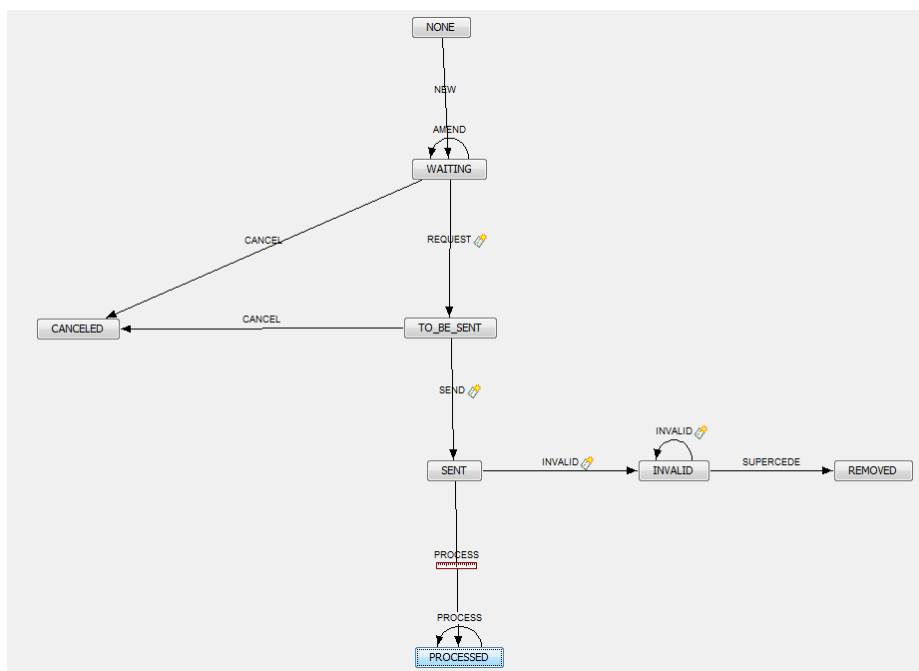 NONE
NEW
AMEND
WAITING
CANCEL
REQUEST
CANCELED
CANCEL
TO_BE_SENT
SEND
INVALID
SENT
INVALID
INVALID
SUPERCEDE
REMOVED
PROCESS
PROCESS
PROCESSED